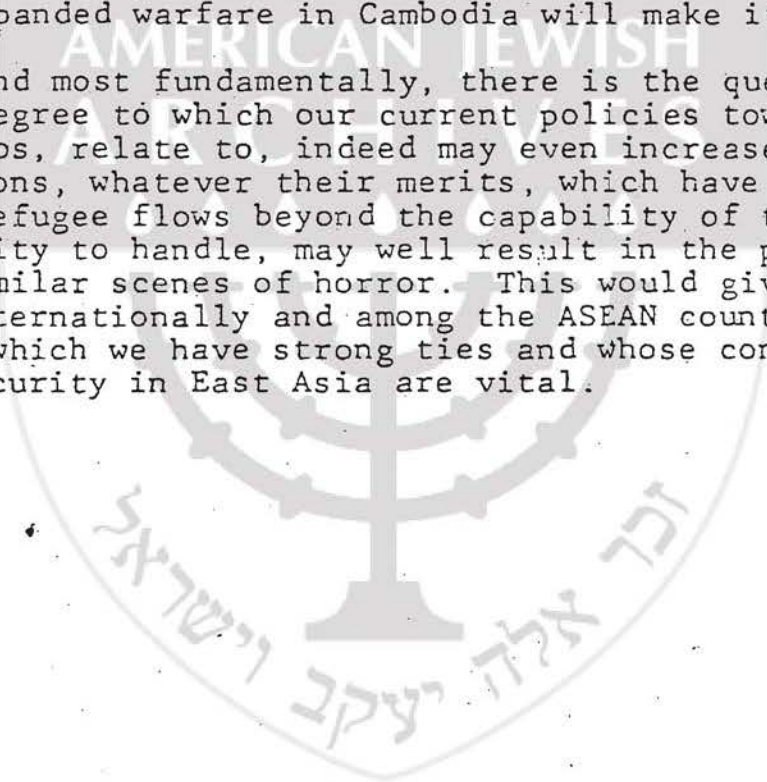 panded warfare in Cambodia will make i
AMERICAN JEWISH
nd most fundamentally, there is the que
egree to which our current policies tow
os, relate to, indeed may even increase
ARCHIVES
ons, whatever their merits, which have
efugee flows beyond the capability of t
ity to handle, may well result in the p
milar scenes of horror. This would giv
ternationally and among the ASEAN count
which we have strong ties and whose con
curity in East Asia are vital.
זכר אלה יעקב וישראל